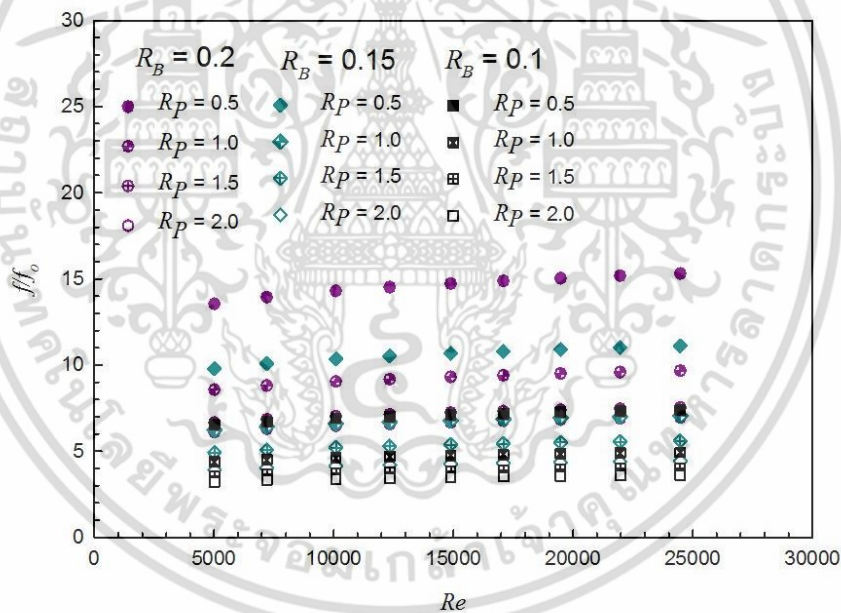 30
25
20
15
10
5
0
f/f_o
R_B = 0.2
R_P = 0.5
R_P = 1.0
R_P = 1.5
R_P = 2.0
R_B = 0.15
R_P = 0.5
R_P = 1.0
R_P = 1.5
R_P = 2.0
R_B = 0.1
R_P = 0.5
R_P = 1.0
R_P = 1.5
R_P = 2.0
0 5000 10000 15000 20000 25000 30000
Re